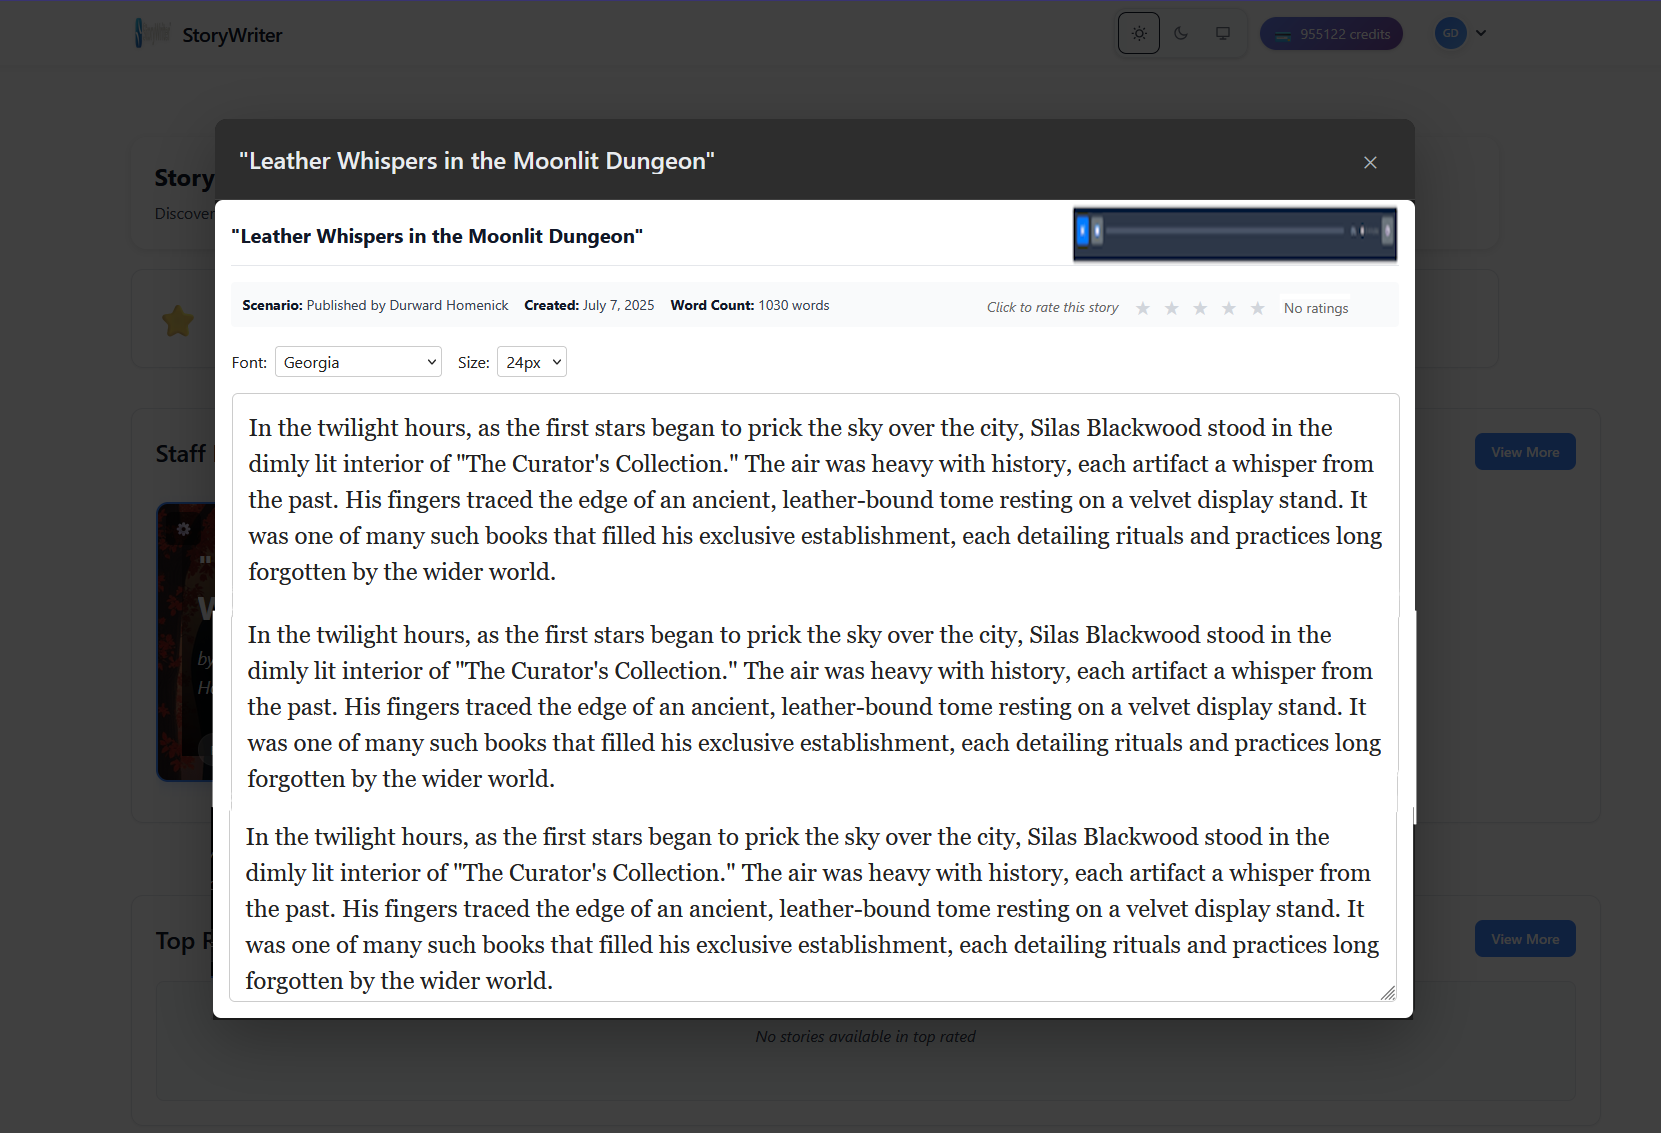 StoryWriter
955122 credits
GD
"Leather Whispers in the Moonlit Dungeon"
Story
Discover
"Leather Whispers in the Moonlit Dungeon"
Scenario: Published by Durward Homenick Created: July 7, 2025 Word Count: 1030 words
Click to rate this story
No ratings
Font: Georgia Size: 24px
In the twilight hours, as the first stars began to prick the sky over the city, Silas Blackwood stood in the
dimly lit interior of "The Curator's Collection." The air was heavy with history, each artifact a whisper from
the past. His fingers traced the edge of an ancient, leather-bound tome resting on a velvet display stand. It
was one of many such books that filled his exclusive establishment, each detailing rituals and practices long
forgotten by the wider world.
In the twilight hours, as the first stars began to prick the sky over the city, Silas Blackwood stood in the
dimly lit interior of "The Curator's Collection." The air was heavy with history, each artifact a whisper from
the past. His fingers traced the edge of an ancient, leather-bound tome resting on a velvet display stand. It
was one of many such books that filled his exclusive establishment, each detailing rituals and practices long
forgotten by the wider world.
In the twilight hours, as the first stars began to prick the sky over the city, Silas Blackwood stood in the
dimly lit interior of "The Curator's Collection." The air was heavy with history, each artifact a whisper from
the past. His fingers traced the edge of an ancient, leather-bound tome resting on a velvet display stand. It
was one of many such books that filled his exclusive establishment, each detailing rituals and practices long
forgotten by the wider world.
Staff
View More
"
W
by
Ho
Top R
View More
No stories available in top rated